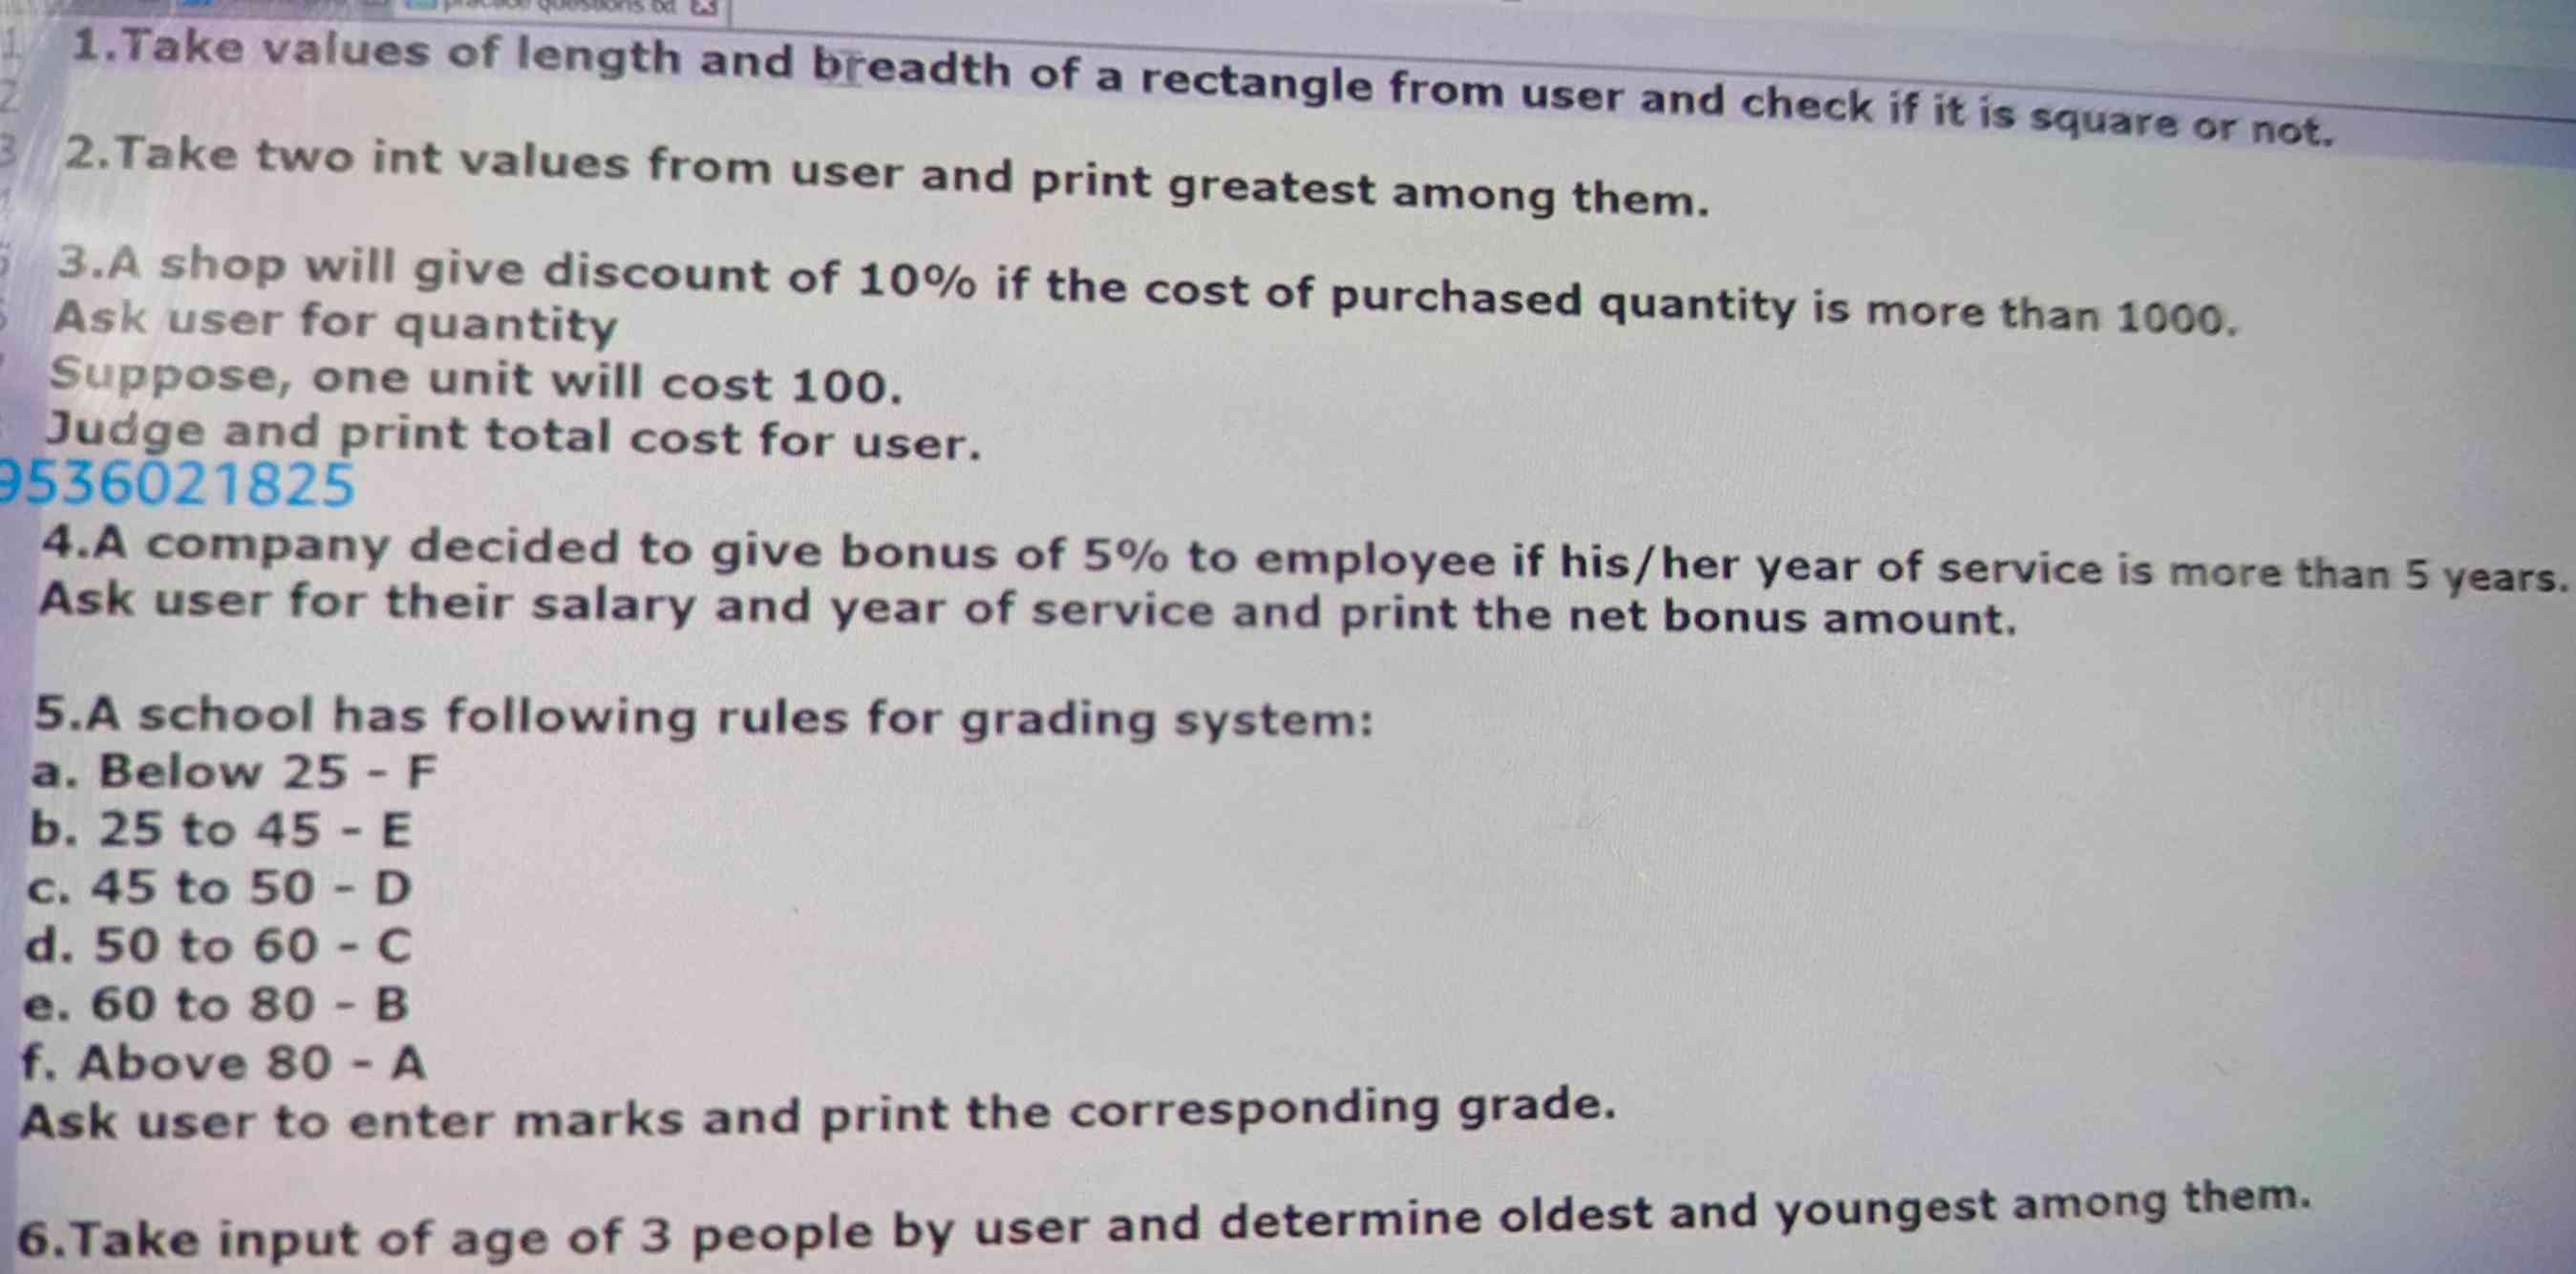 practice questions.txt
1
1.Take values of length and breadth of a rectangle from user and check if it is square or not.
2
3
2.Take two int values from user and print greatest among them.
3.A shop will give discount of 10% if the cost of purchased quantity is more than 1000.
Ask user for quantity
Suppose, one unit will cost 100.
Judge and print total cost for user.
9536021825
4.A company decided to give bonus of 5% to employee if his/her year of service is more than 5 years.
Ask user for their salary and year of service and print the net bonus amount.
5.A school has following rules for grading system:
a. Below 25 - F
b. 25 to 45 - E
c. 45 to 50 - D
d. 50 to 60 - C
e. 60 to 80 - B
f. Above 80 - A
Ask user to enter marks and print the corresponding grade.
6.Take input of age of 3 people by user and determine oldest and youngest among them.